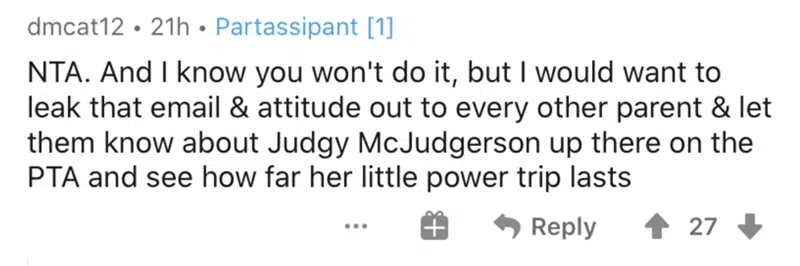 dmcat12 • 21h • Partassipant [1]
NTA. And I know you won't do it, but I would want to
leak that email & attitude out to every other parent & let
them know about Judgy McJudgerson up there on the
PTA and see how far her little power trip lasts
... Reply 27